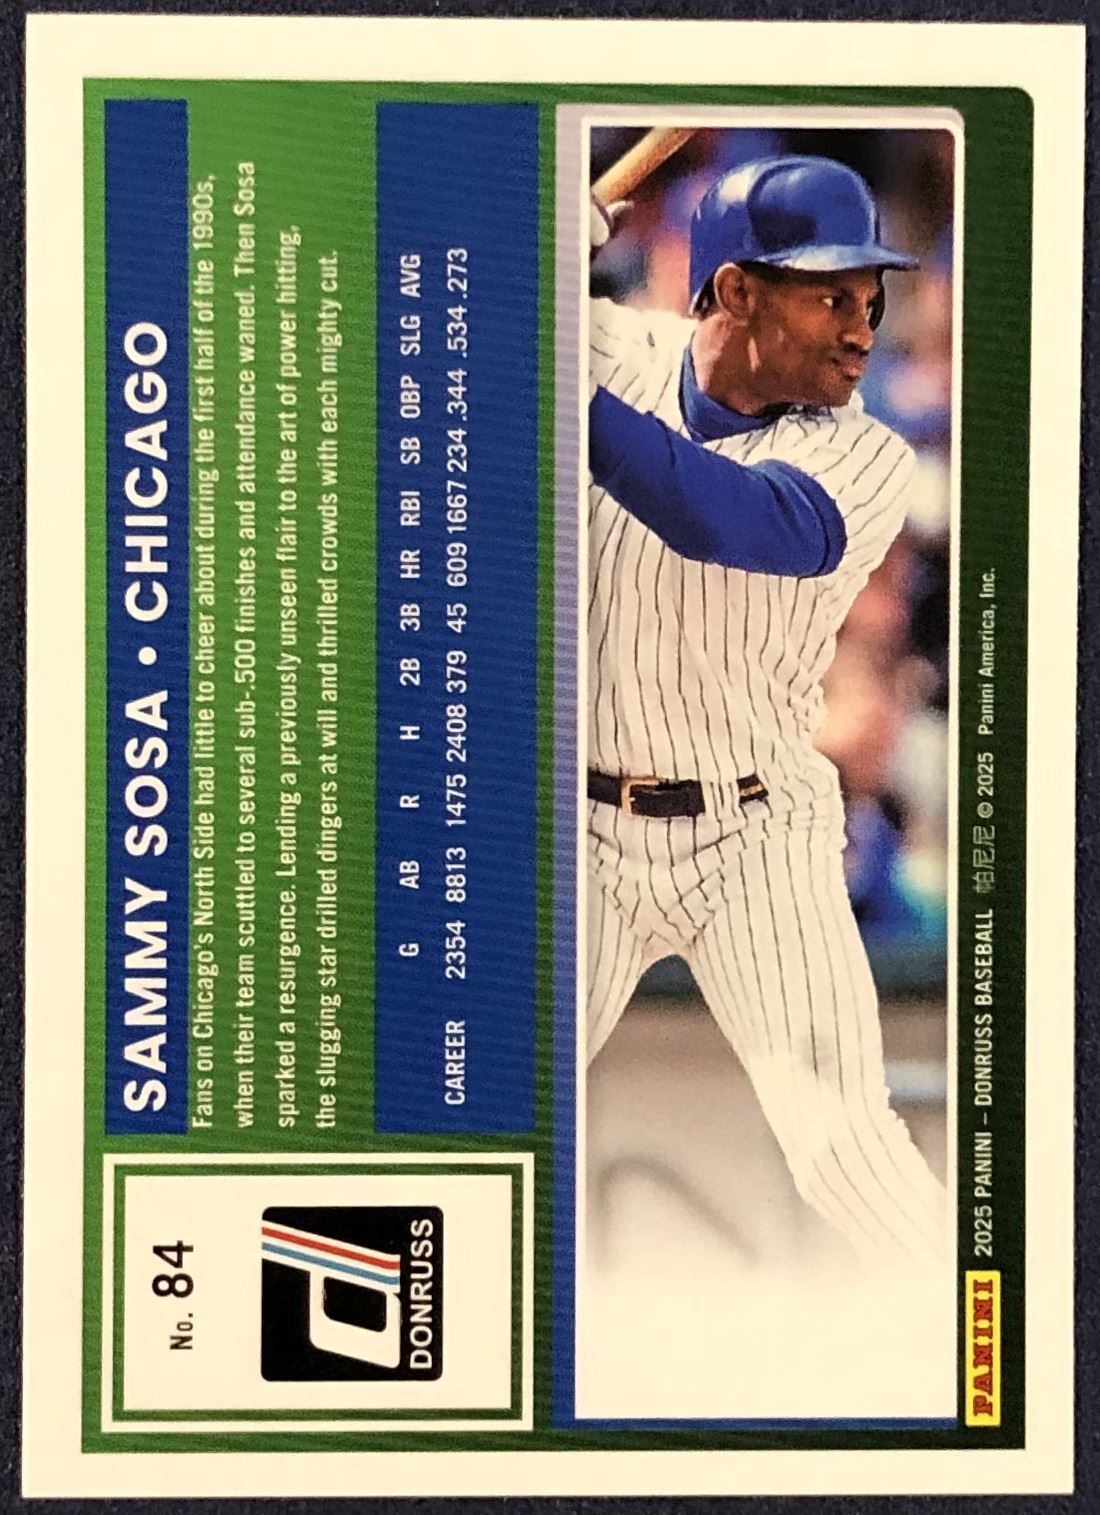 No. 84
DONRUSS
SAMMY SOSA • CHICAGO
Fans on Chicago's North Side had little to cheer about during the first half of the 1990s,
when their team scuttled to several sub-.500 finishes and attendance waned. Then Sosa
sparked a resurgence. Lending a previously unseen flair to the art of power hitting,
the slugging star drilled dingers at will and thrilled crowds with each mighty cut.
G AB R H 2B 3B HR RBI SB OBP SLG AVG
CAREER 2354 8813 1475 2408 379 45 609 1667 234 .344 .534 .273
PANINI 2025 PANINI – DONRUSS BASEBALL 帕尼尼 © 2025 Panini America, Inc.